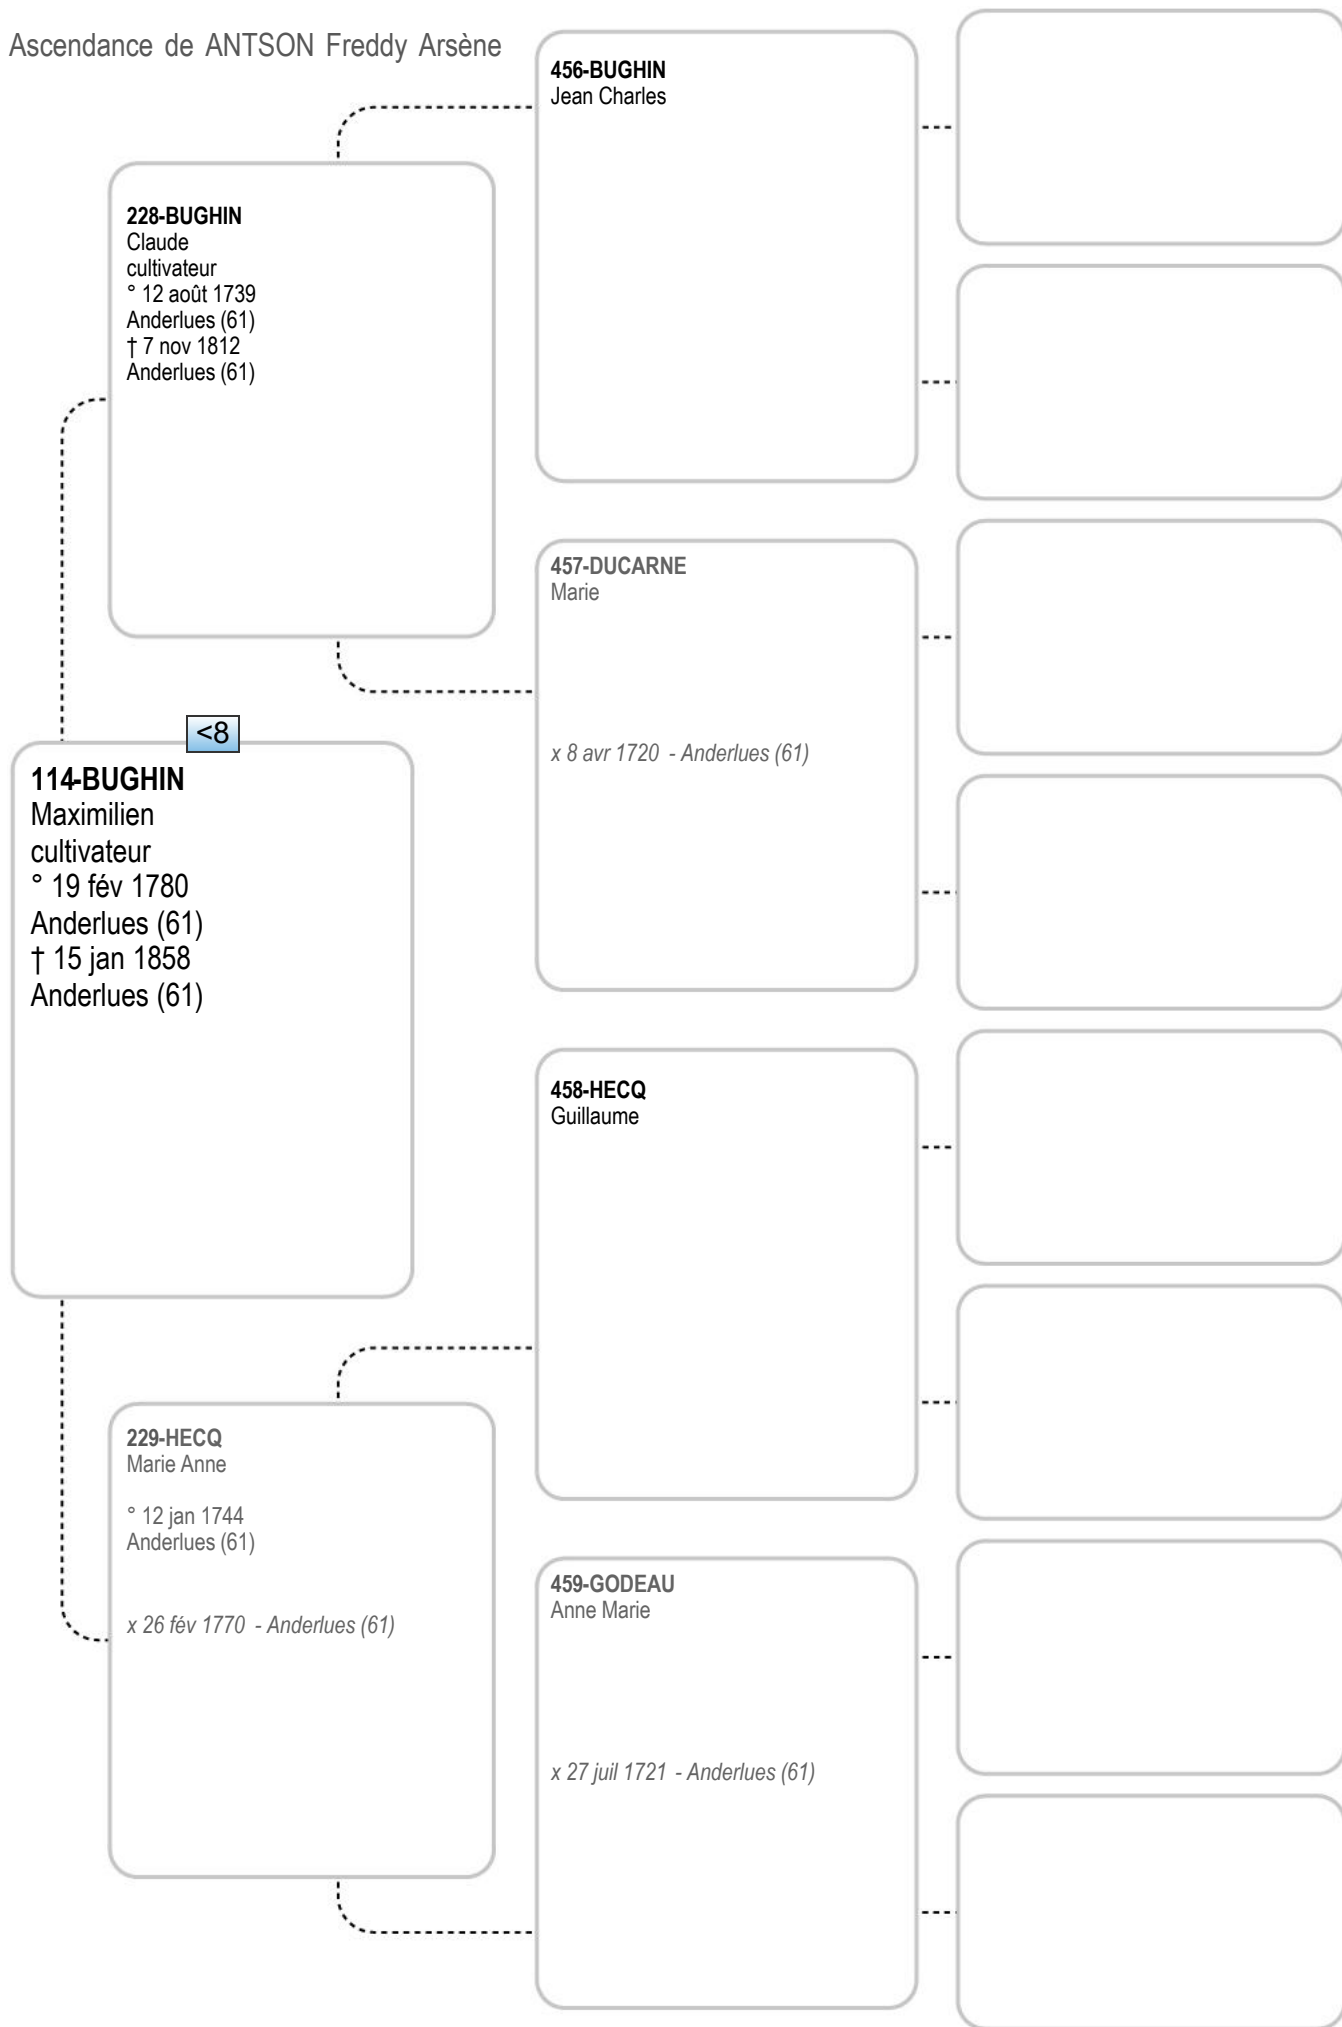 Ascendance de ANTSON Freddy Arsène
456-BUGHIN
Jean Charles
228-BUGHIN
Claude
cultivateur
° 12 août 1739
Anderlues (61)
† 7 nov 1812
Anderlues (61)
457-DUCARNE
Marie
x 8 avr 1720 - Anderlues (61)
<8
114-BUGHIN
Maximilien
cultivateur
° 19 fév 1780
Anderlues (61)
† 15 jan 1858
Anderlues (61)
458-HECQ
Guillaume
229-HECQ
Marie Anne
° 12 jan 1744
Anderlues (61)
x 26 fév 1770 - Anderlues (61)
459-GODEAU
Anne Marie
x 27 juil 1721 - Anderlues (61)